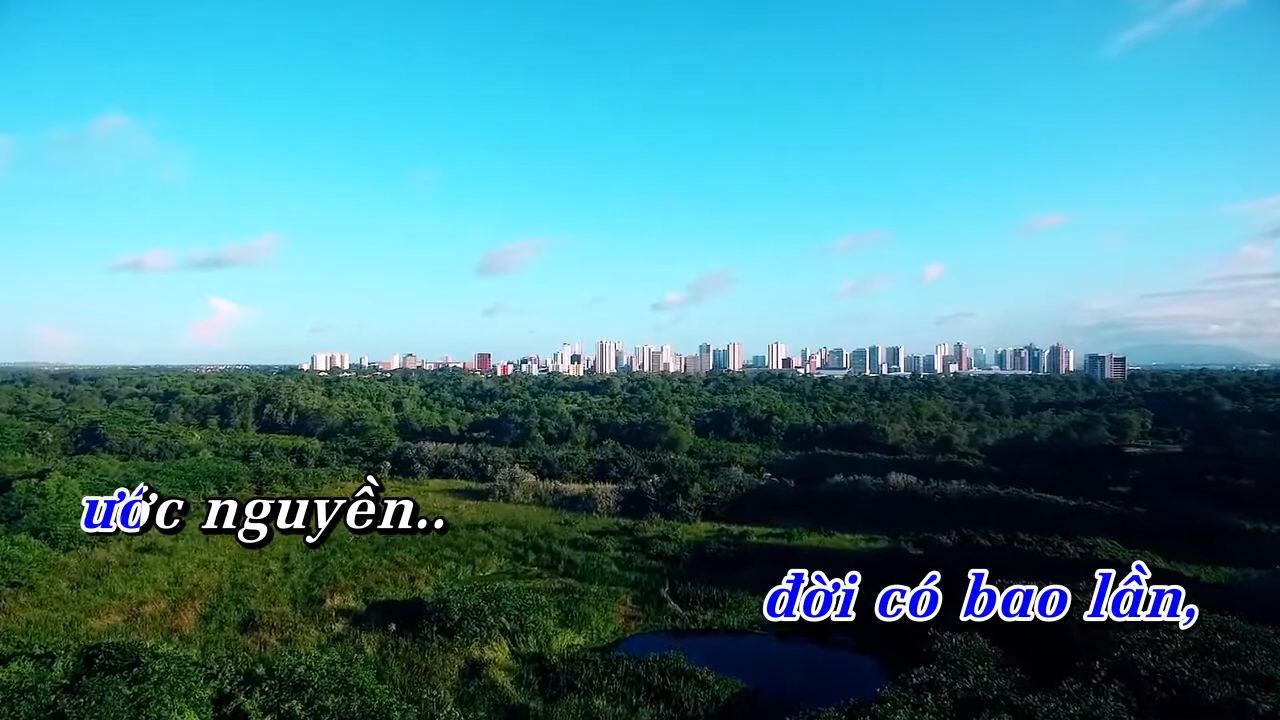 ước nguyền..
đời có bao lần,